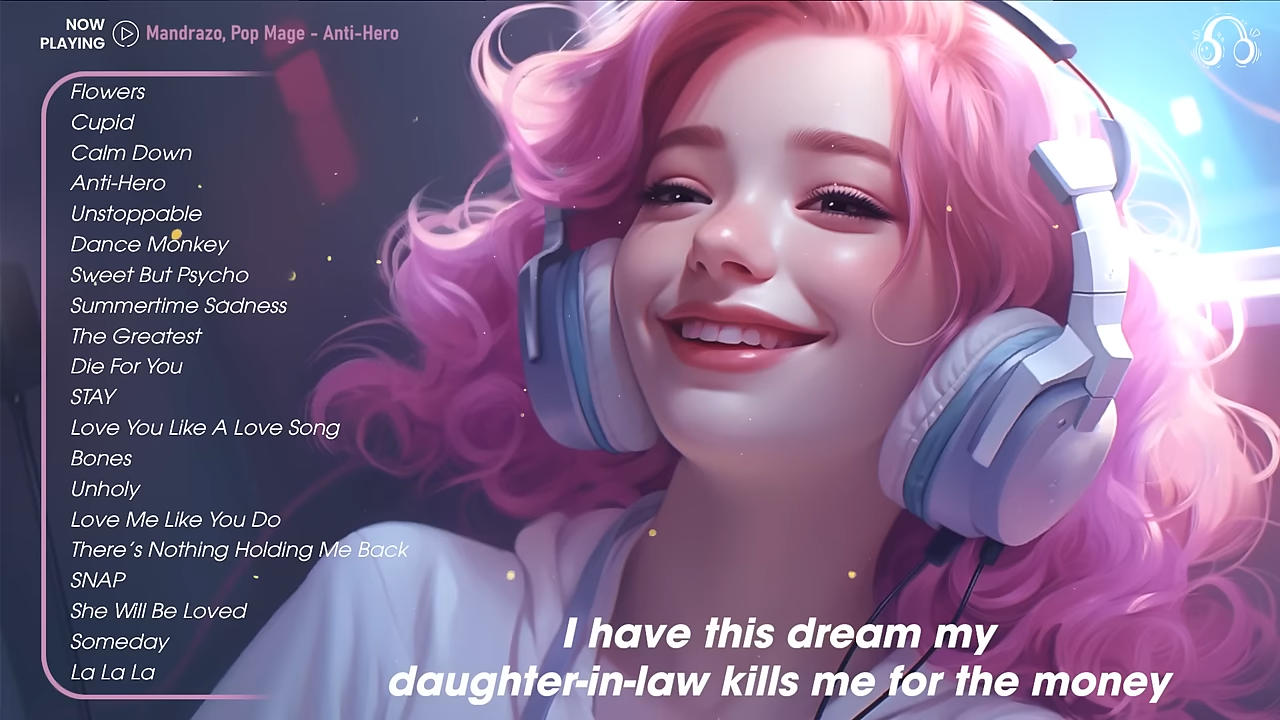 NOW
PLAYING
Mandrazo, Pop Mage - Anti-Hero
Flowers
Cupid
Calm Down
Anti-Hero
Unstoppable
Dance Monkey
Sweet But Psycho
Summertime Sadness
The Greatest
Die For You
STAY
Love You Like A Love Song
Bones
Unholy
Love Me Like You Do
There's Nothing Holding Me Back
SNAP
She Will Be Loved
Someday
La La La
I have this dream my
daughter-in-law kills me for the money